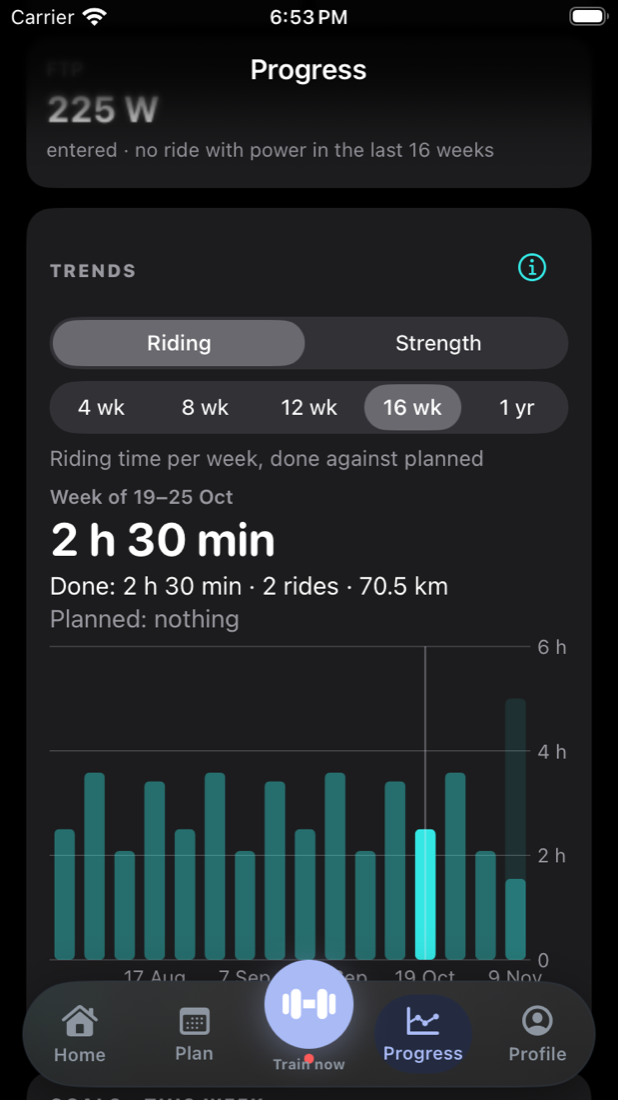 Carrier 6:53 PM
FTP
Progress
225 W
entered · no ride with power in the last 16 weeks
TRENDS
Riding Strength
4 wk 8 wk 12 wk 16 wk 1 yr
Riding time per week, done against planned
Week of 19–25 Oct
2 h 30 min
Done: 2 h 30 min · 2 rides · 70.5 km
Planned: nothing
6 h
4 h
2 h
0
17 Aug 7 Sep 19 Oct 9 Nov
Home Plan Train now Progress Profile